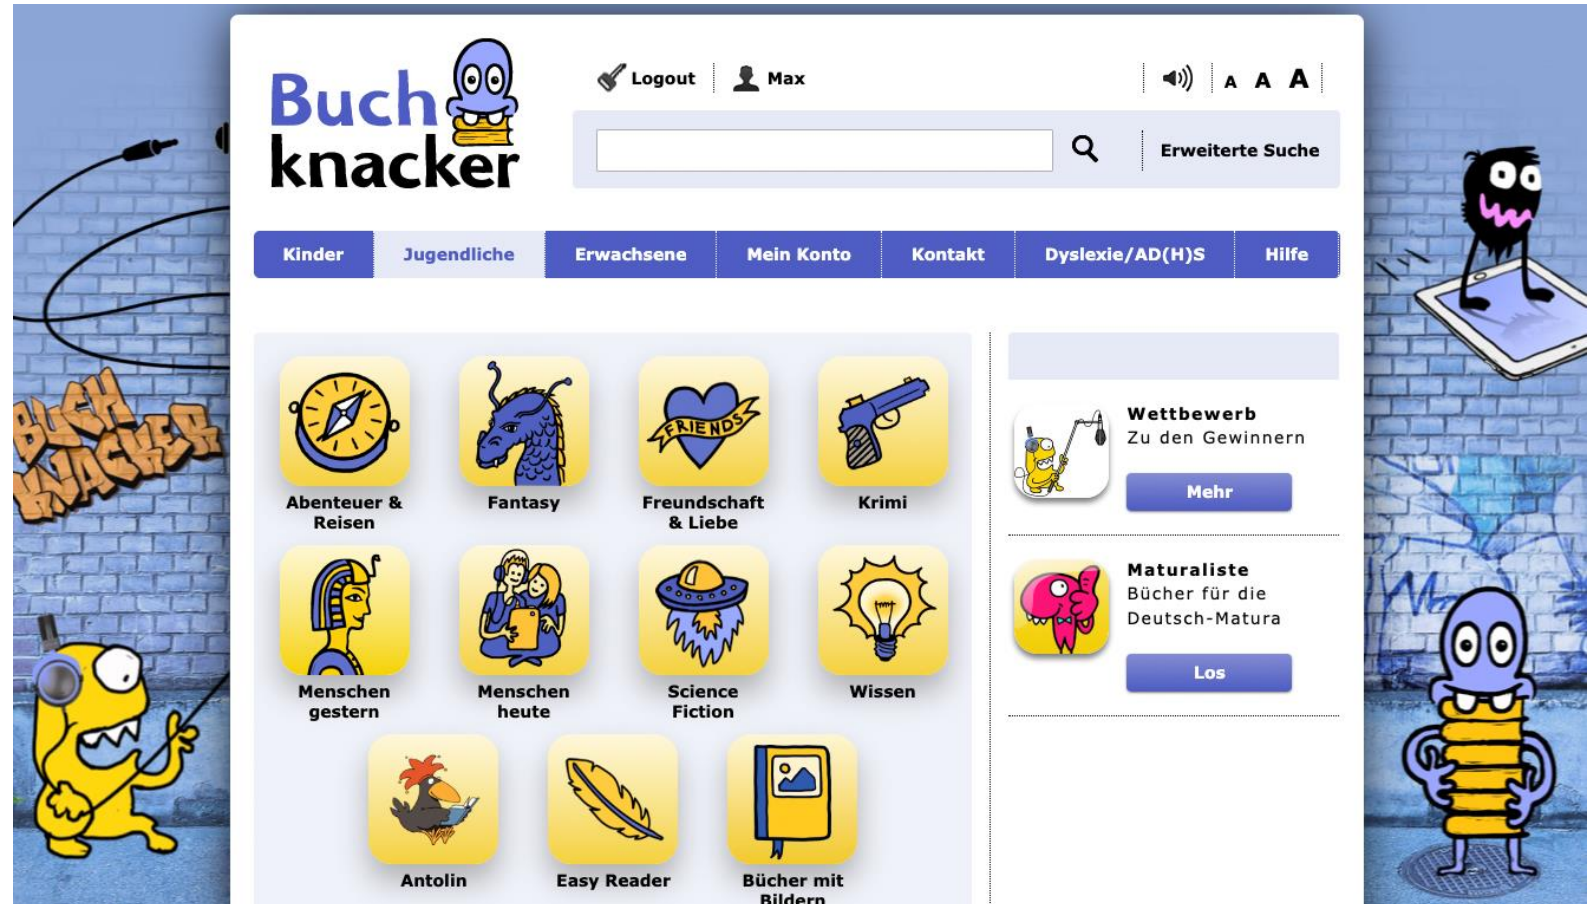 Buch
knacker
Logout
Max
A A A
Erweiterte Suche
Kinder
Jugendliche
Erwachsene
Mein Konto
Kontakt
Dyslexie/AD(H)S
Hilfe
BUCH
KNACKER
FRIENDS
Abenteuer &
Reisen
Fantasy
Freundschaft
& Liebe
Krimi
Menschen
gestern
Menschen
heute
Science
Fiction
Wissen
Antolin
Easy Reader
Bücher mit
Bildern
Wettbewerb
Zu den Gewinnern
Mehr
Maturaliste
Bücher für die
Deutsch-Matura
Los